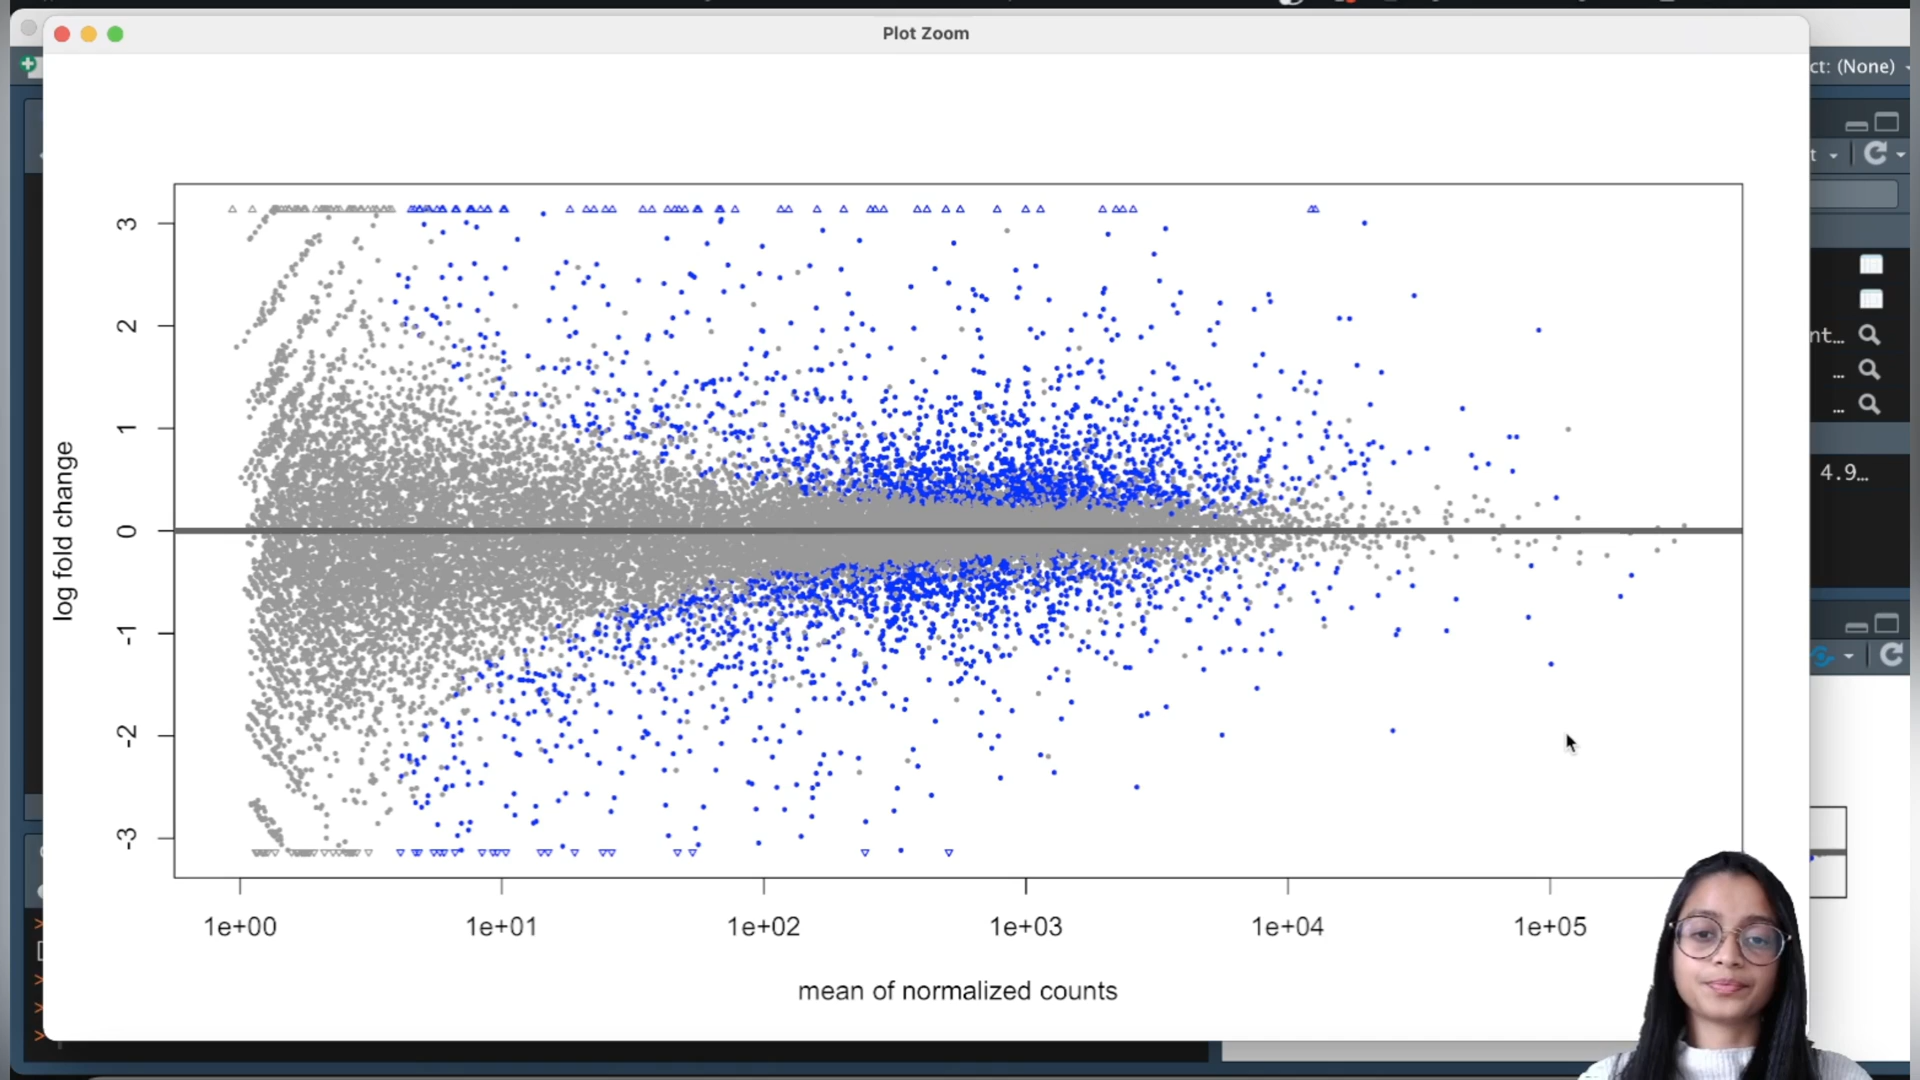 Plot Zoom
ct: (None)
t
nt...
...
...
4.9...
log fold change
3
2
1
0
-1
-2
-3
1e+00
1e+01
1e+02
1e+03
1e+04
1e+05
mean of normalized counts
>
>
>
>